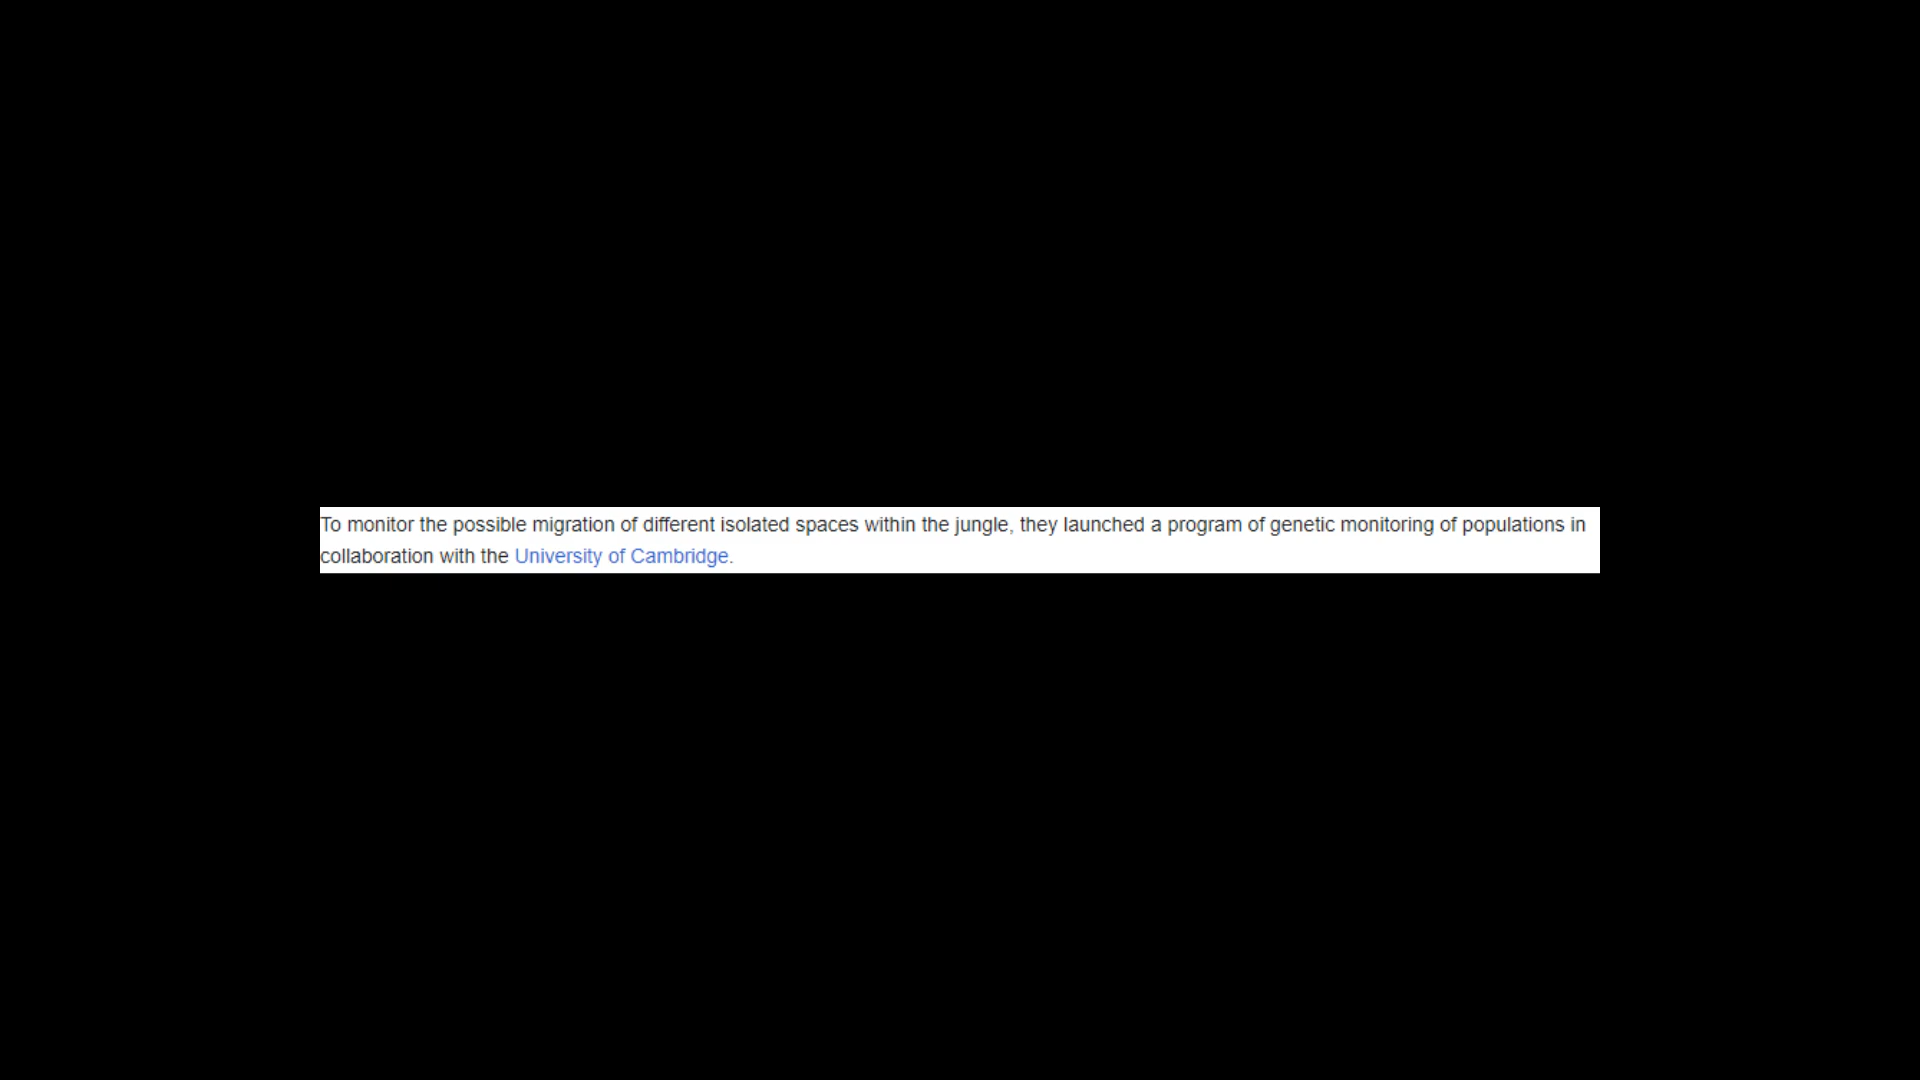 To monitor the possible migration of different isolated spaces within the jungle, they launched a program of genetic monitoring of populations in
collaboration with the University of Cambridge.